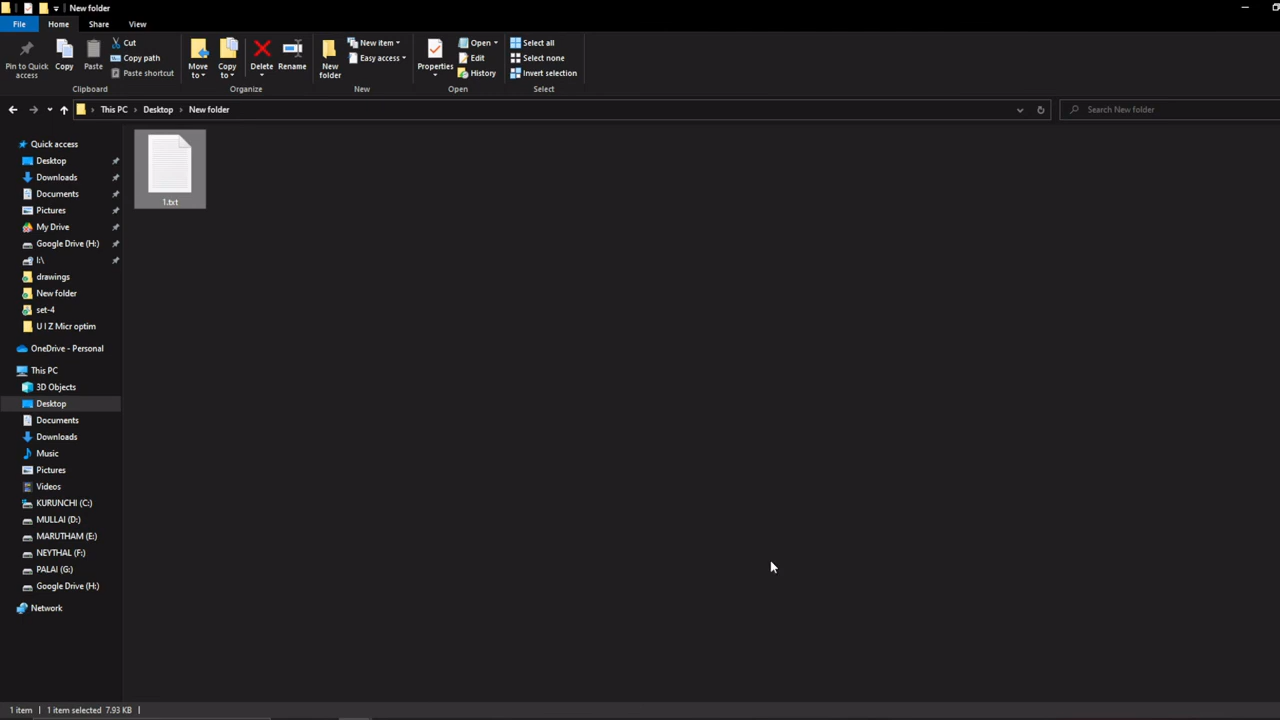 New folder
File Home Share View
Pin to Quick access
Copy
Paste
Cut
Copy path
Paste shortcut
Clipboard
Move to
Copy to
Delete
Rename
Organize
New folder
New item
Easy access
New
Properties
Open
Edit
History
Open
Select all
Select none
Invert selection
Select
This PC Desktop New folder
Search New folder
Quick access
Desktop
Downloads
Documents
Pictures
My Drive
Google Drive (H:)
I:\
drawings
New folder
set-4
U I Z Micr optim
OneDrive - Personal
This PC
3D Objects
Desktop
Documents
Downloads
Music
Pictures
Videos
KURUNCHI (C:)
MULLAI (D:)
MARUTHAM (E:)
NEYTHAL (F:)
PALAI (G:)
Google Drive (H:)
Network
1.txt
1 item 1 item selected 7.93 KB